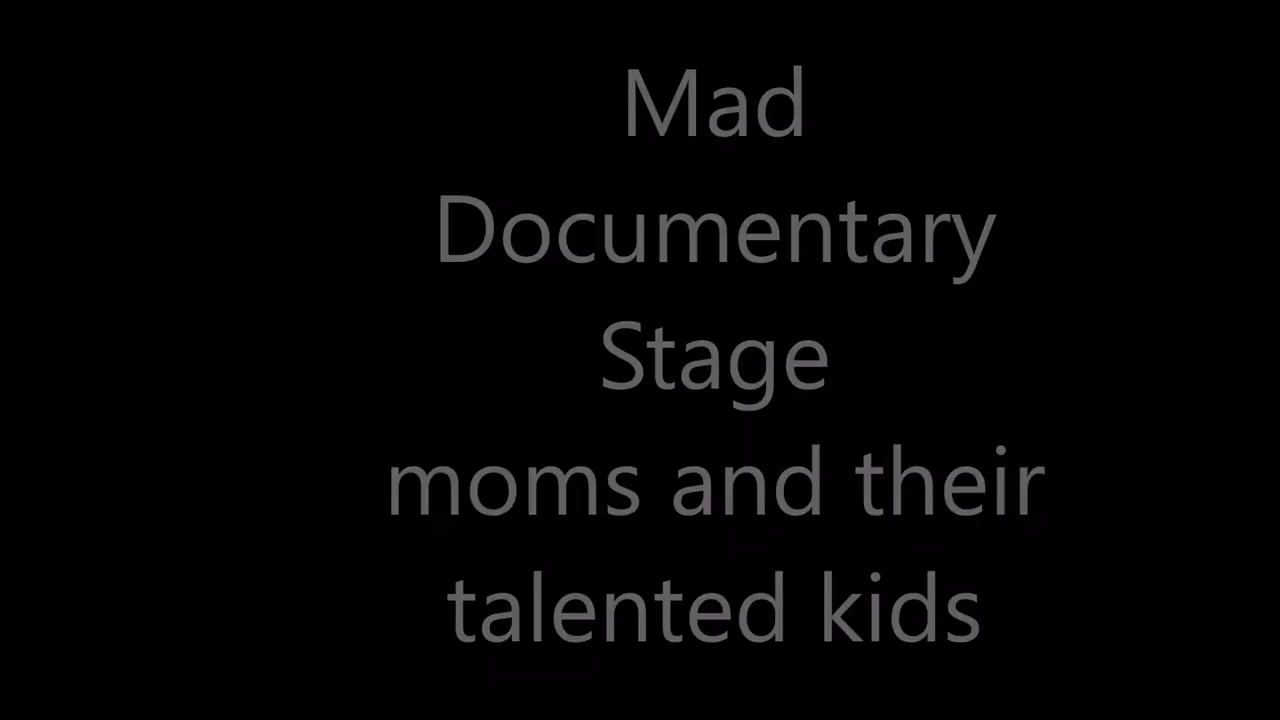 Mad
Documentary
Stage
moms and their
talented kids